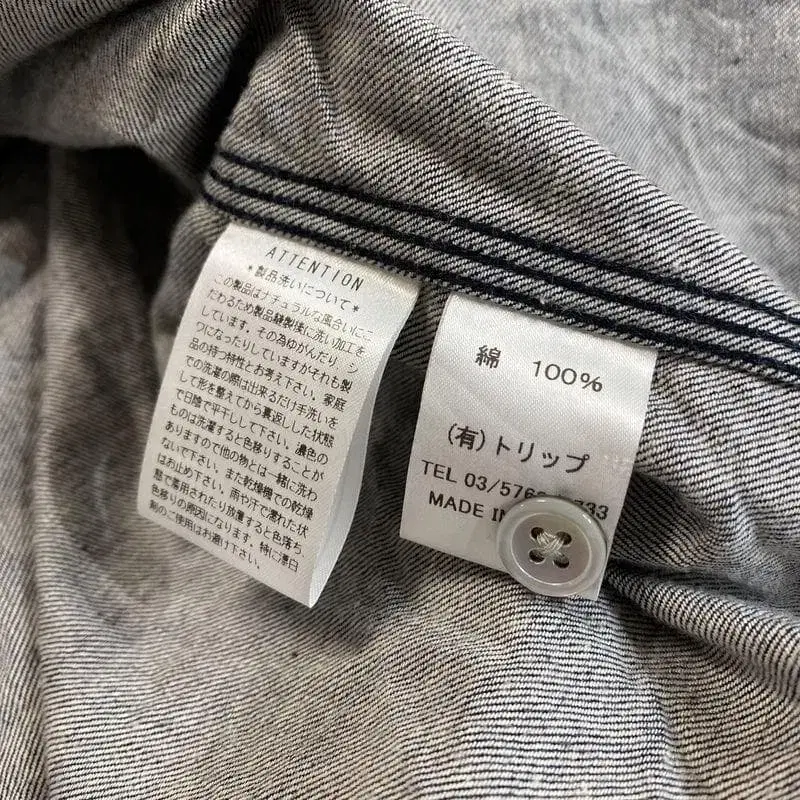 ATTENTION
*製品洗いについて*
この製品はナチュラルな風合いにこ
だわるため製品縫製後に洗い加工を
しています。その為ゆがんだり、シ
ワになったりしていますがそれも製
品の持つ特性とお考え下さい。家庭
での洗濯の際は出来るだけ手洗いを
して形を整えてから裏返しした状態
で日陰で平干しして下さい。濃色の
ものは洗濯すると色移りすることが
ありますので他の物とは一緒に洗わ
ないで下さい。また乾燥機での乾燥
はお止め下さい。雨や汗で濡れた状
態で着用されたり放置すると色落ち、
色移りの原因になります。特に漂白
剤のご使用はお避け下さい。
綿 100%
(有)トリップ
TEL 03/576
333
MADE IN